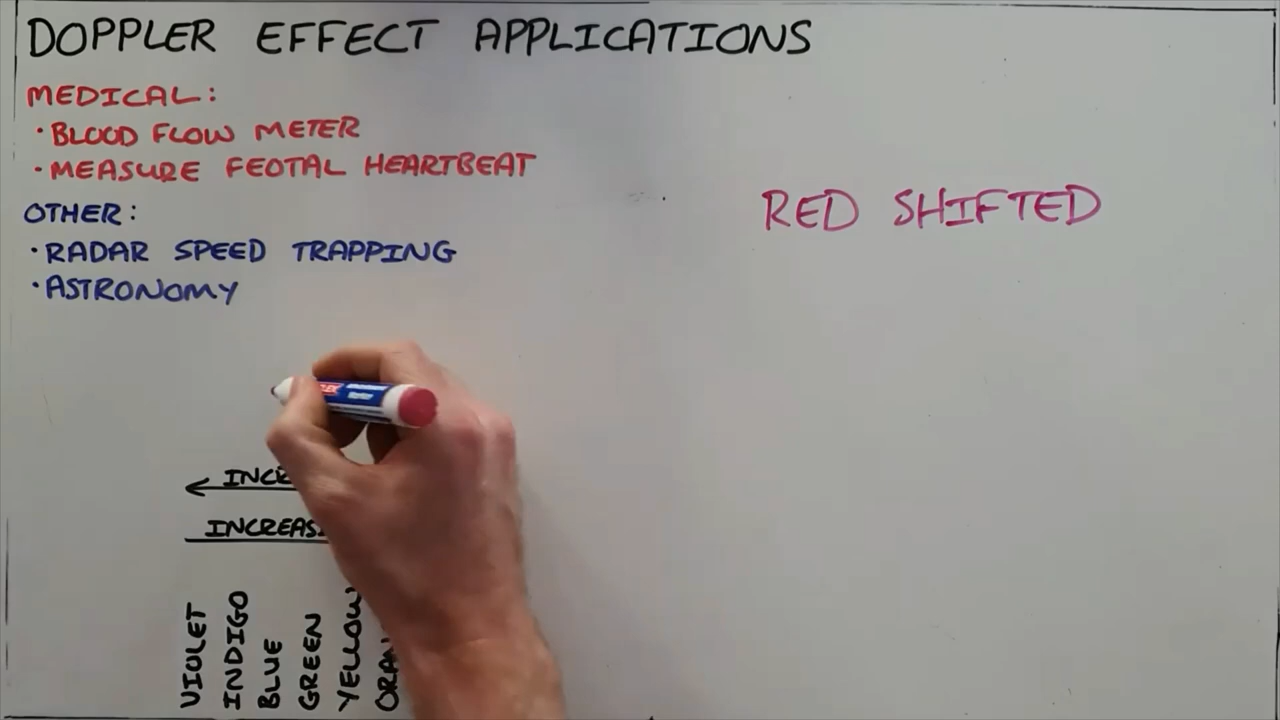 DOPPLER EFFECT APPLICATIONS
MEDICAL:
• BLOOD FLOW METER
• MEASURE FEOTAL HEARTBEAT
OTHER:
• RADAR SPEED TRAPPING
• ASTRONOMY
RED SHIFTED
VIOLET
INDIGO
BLUE
GREEN
YELLOW